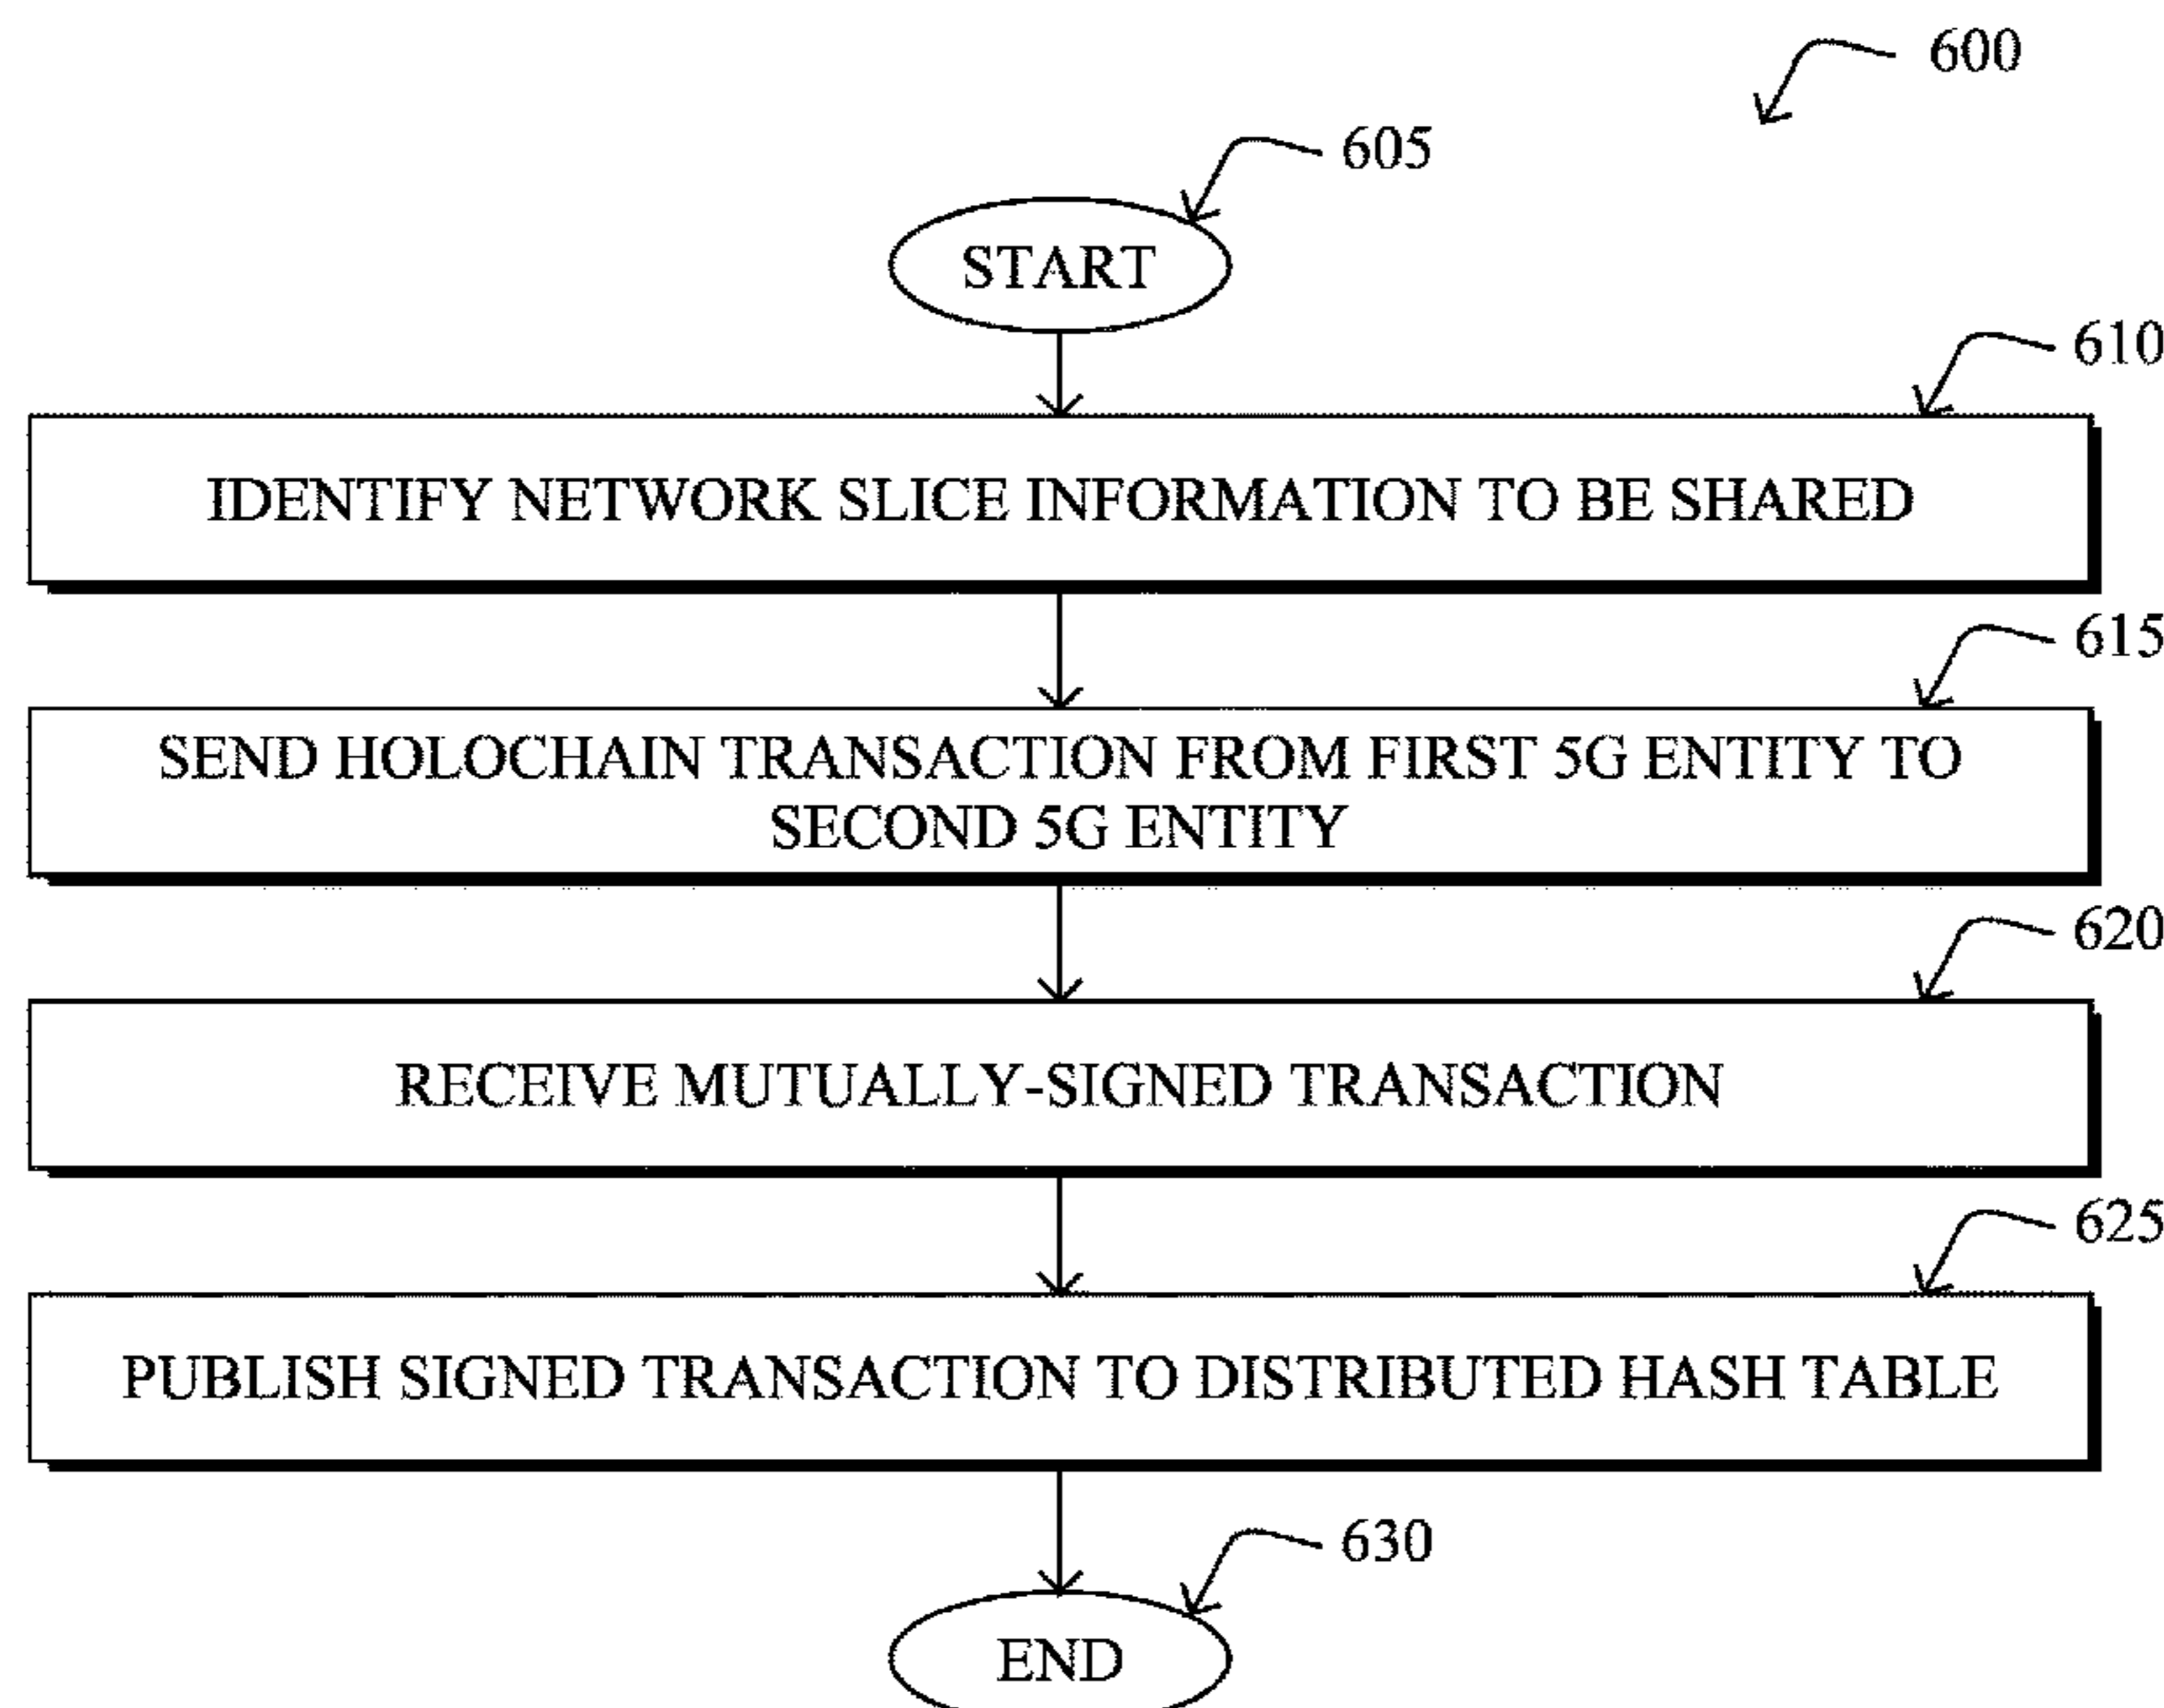 600
605
START
610
IDENTIFY NETWORK SLICE INFORMATION TO BE SHARED
615
SEND HOLOCHAIN TRANSACTION FROM FIRST 5G ENTITY TO
SECOND 5G ENTITY
620
RECEIVE MUTUALLY-SIGNED TRANSACTION
625
PUBLISH SIGNED TRANSACTION TO DISTRIBUTED HASH TABLE
630
END